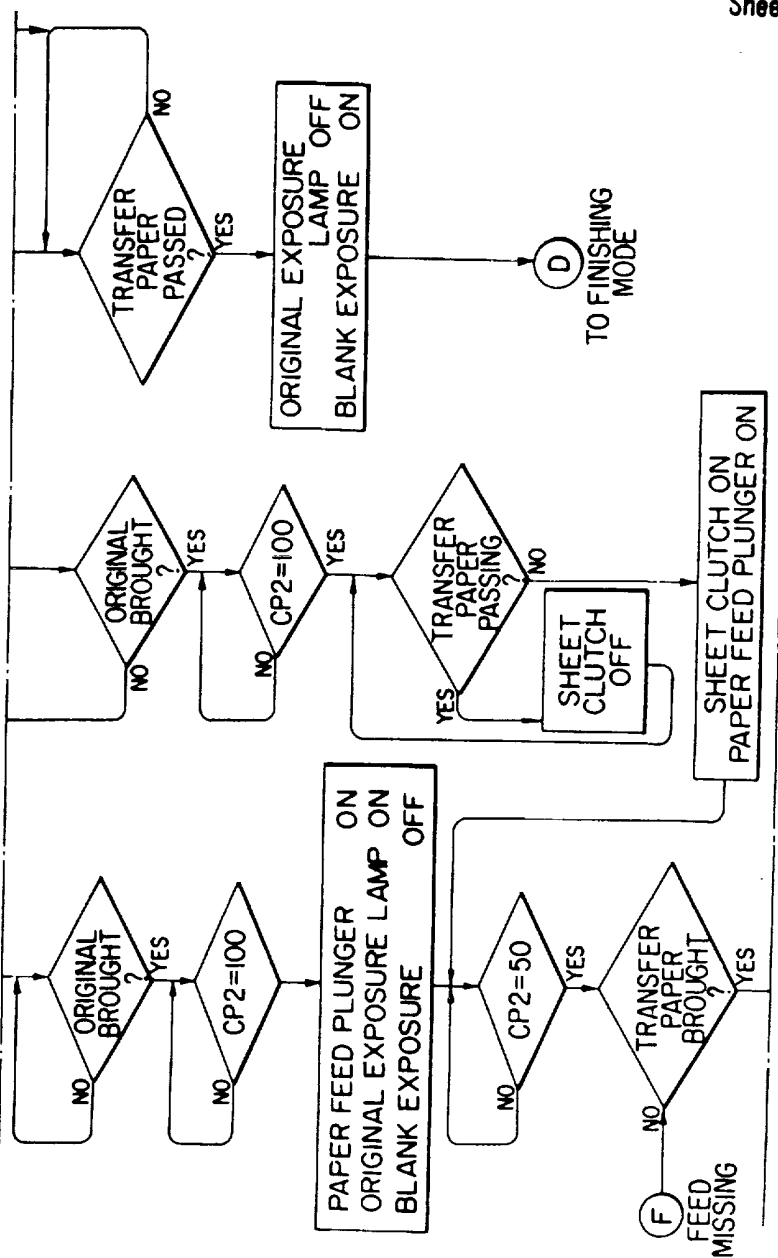 Shee
ORIGINAL
BROUGHT
?
NO
YES
CP2=100
NO
PAPER FEED PLUNGER ON
ORIGINAL EXPOSURE LAMP ON
BLANK EXPOSURE OFF
CP2=50
NO
YES
TRANSFER
PAPER
BROUGHT
?
NO
YES
F
FEED
MISSING
ORIGINAL
BROUGHT
?
NO
YES
CP2=100
NO
YES
TRANSFER
PAPER
PASSING
?
YES
NO
SHEET
CLUTCH
OFF
SHEET CLUTCH ON
PAPER FEED PLUNGER ON
TRANSFER
PAPER
PASSED
?
NO
YES
ORIGINAL EXPOSURE
LAMP OFF
BLANK EXPOSURE ON
D
TO FINISHING
MODE